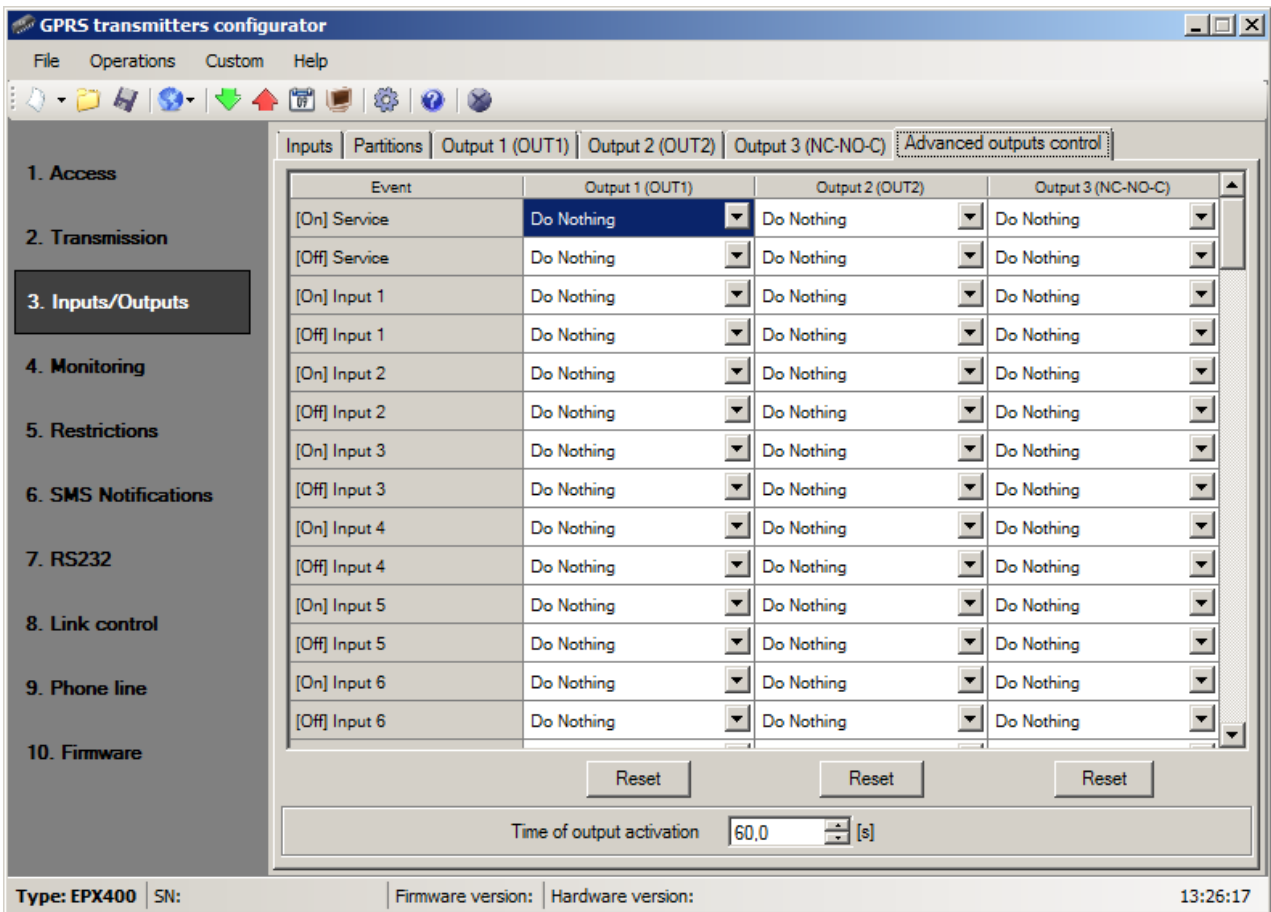 GPRS transmitters configurator
File Operations Custom Help
1. Access
2. Transmission
3. Inputs/Outputs
4. Monitoring
5. Restrictions
6. SMS Notifications
7. RS232
8. Link control
9. Phone line
10. Firmware
Inputs Partitions Output 1 (OUT1) Output 2 (OUT2) Output 3 (NC-NO-C) Advanced outputs control
Event Output 1 (OUT1) Output 2 (OUT2) Output 3 (NC-NO-C)
[On] Service Do Nothing Do Nothing Do Nothing
[Off] Service Do Nothing Do Nothing Do Nothing
[On] Input 1 Do Nothing Do Nothing Do Nothing
[Off] Input 1 Do Nothing Do Nothing Do Nothing
[On] Input 2 Do Nothing Do Nothing Do Nothing
[Off] Input 2 Do Nothing Do Nothing Do Nothing
[On] Input 3 Do Nothing Do Nothing Do Nothing
[Off] Input 3 Do Nothing Do Nothing Do Nothing
[On] Input 4 Do Nothing Do Nothing Do Nothing
[Off] Input 4 Do Nothing Do Nothing Do Nothing
[On] Input 5 Do Nothing Do Nothing Do Nothing
[Off] Input 5 Do Nothing Do Nothing Do Nothing
[On] Input 6 Do Nothing Do Nothing Do Nothing
[Off] Input 6 Do Nothing Do Nothing Do Nothing
Reset Reset Reset
Time of output activation 60,0 [s]
Type: EPX400 SN: Firmware version: Hardware version: 13:26:17